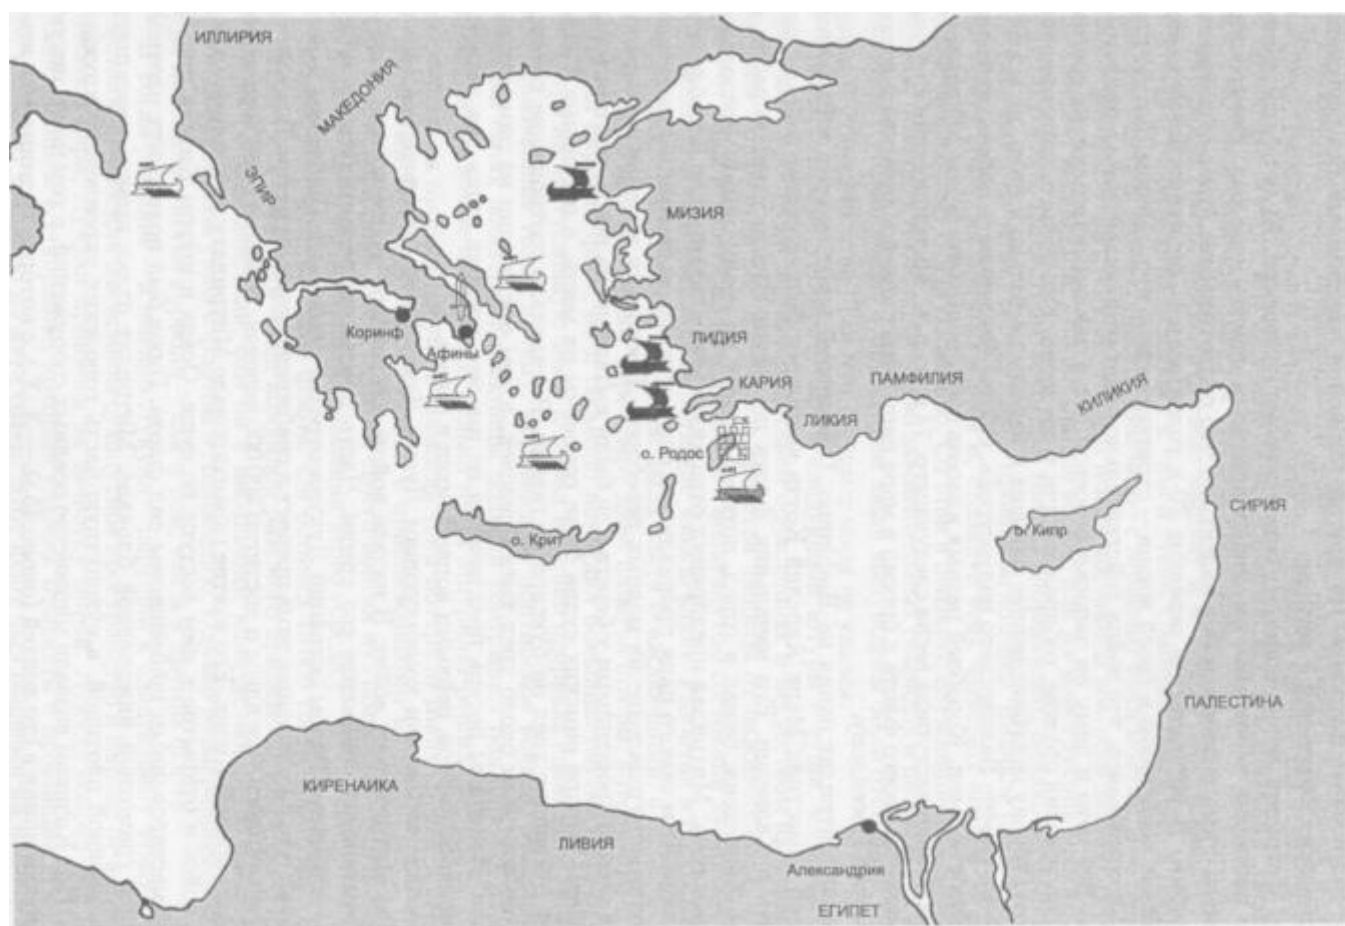 ИЛЛИРИЯ
МАКЕДОНИЯ
ЭПИР
МИЗИЯ
Коринф
Афины
ЛИДИЯ
КАРИЯ
ПАМФИЛИЯ
ЛИКИЯ
КИЛИКИЯ
о. Родос
СИРИЯ
о. Крит
о. Кипр
ПАЛЕСТИНА
КИРЕНАИКА
ЛИВИЯ
Александрия
ЕГИПЕТ